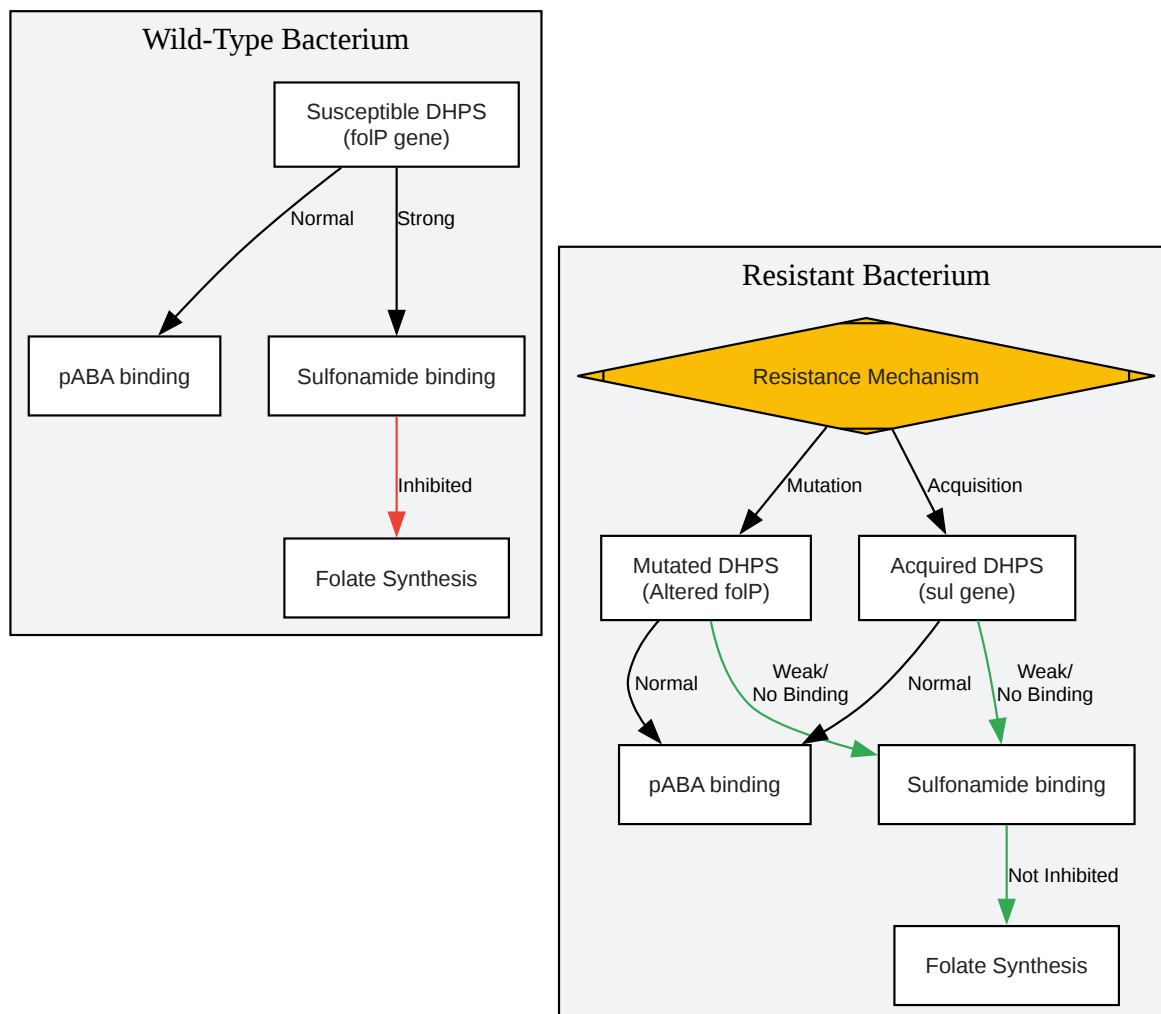 Wild-Type Bacterium
Susceptible DHPS
(folP gene)
Normal
Strong
pABA binding
Sulfonamide binding
Inhibited
Folate Synthesis
Resistant Bacterium
Resistance Mechanism
Mutation
Acquisition
Mutated DHPS
(Altered folP)
Acquired DHPS
(sul gene)
Normal
Weak/
No Binding
Normal
Weak/
No Binding
pABA binding
Sulfonamide binding
Not Inhibited
Folate Synthesis